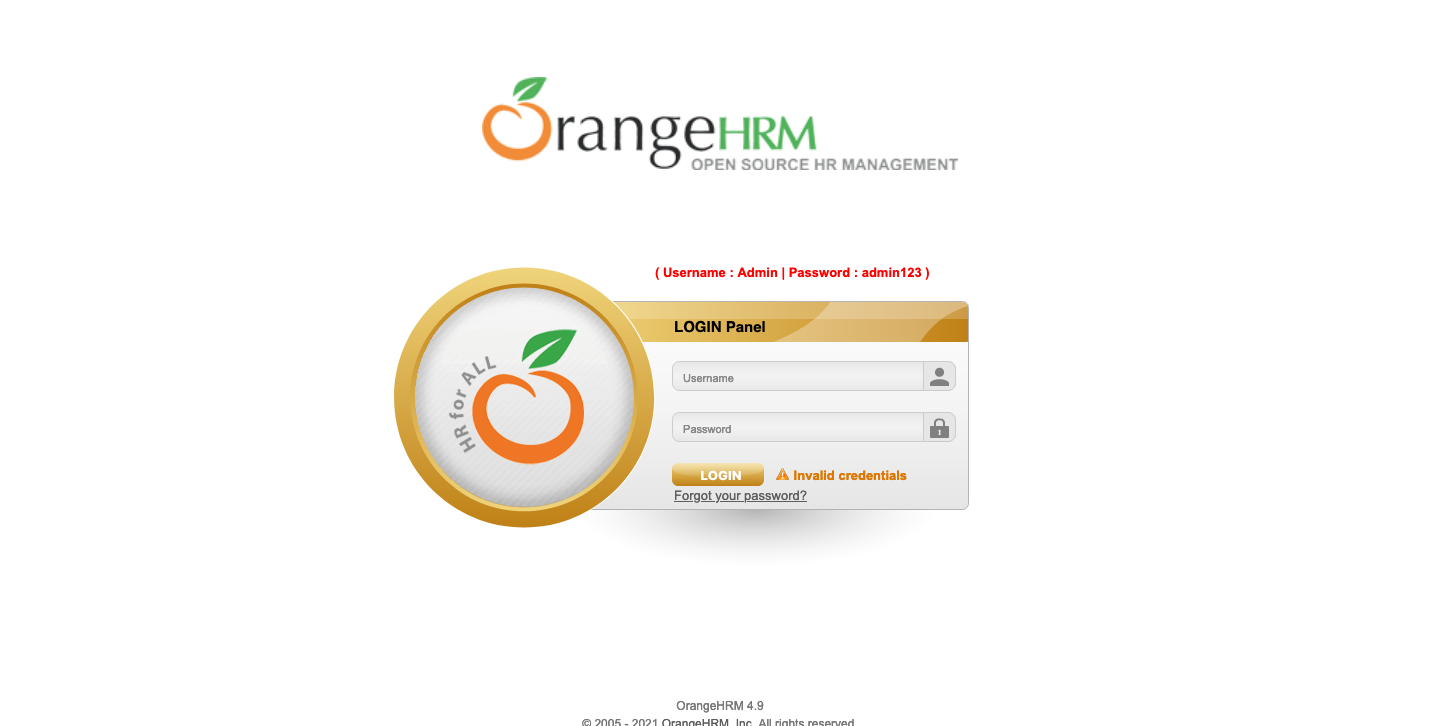 OrangeHRM
OPEN SOURCE HR MANAGEMENT
( Username : Admin | Password : admin123 )
HR for ALL
LOGIN Panel
Username
Password
LOGIN
Invalid credentials
Forgot your password?
OrangeHRM 4.9
© 2005 - 2021 OrangeHRM, Inc. All rights reserved.